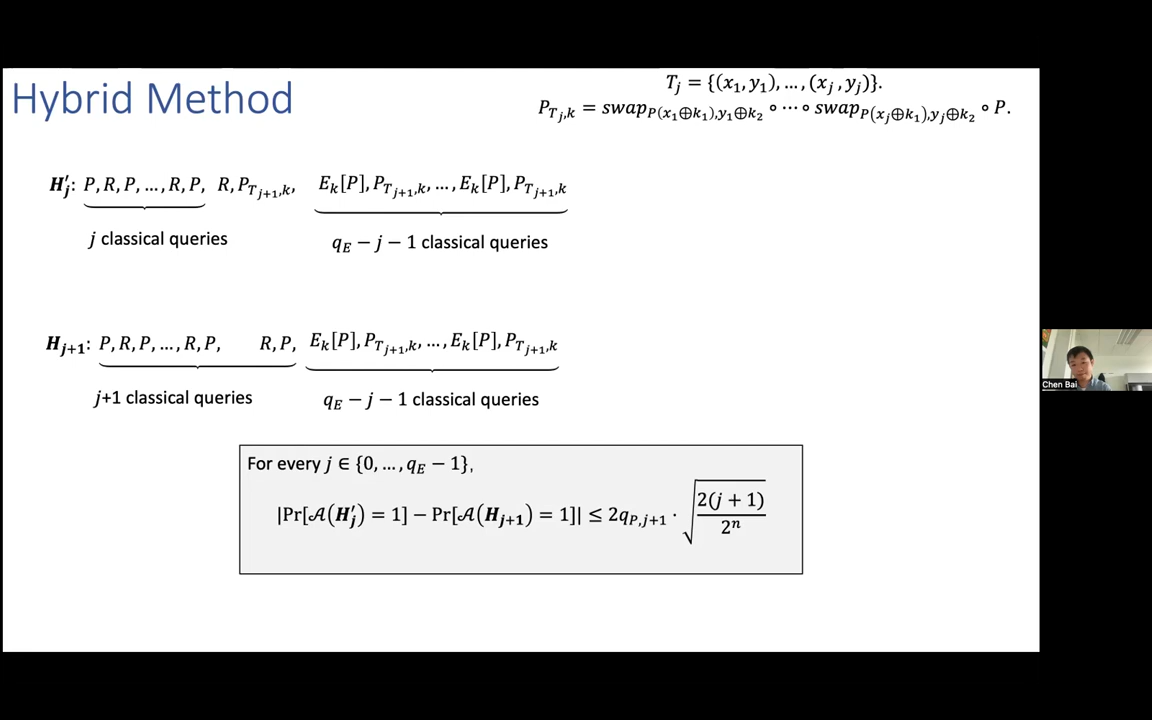 Hybrid Method
T_j = {(x_1, y_1), …, (x_j, y_j)}.
P_{T_j,k} = swap_{P(x_1⊕k_1),y_1⊕k_2} ∘ ⋯ ∘ swap_{P(x_j⊕k_1),y_j⊕k_2} ∘ P.
H′_j: P, R, P, …, R, P, R, P_{T_{j+1},k}, E_k[P], P_{T_{j+1},k}, …, E_k[P], P_{T_{j+1},k}
j classical queries q_E − j − 1 classical queries
H_{j+1}: P, R, P, …, R, P, R, P, E_k[P], P_{T_{j+1},k}, …, E_k[P], P_{T_{j+1},k}
j+1 classical queries q_E − j − 1 classical queries
For every j ∈ {0, …, q_E − 1},
|Pr[𝒜(H′_j) = 1] − Pr[𝒜(H_{j+1}) = 1]| ≤ 2q_{P,j+1} · √(2(j + 1)/2^n)
Chen Bai